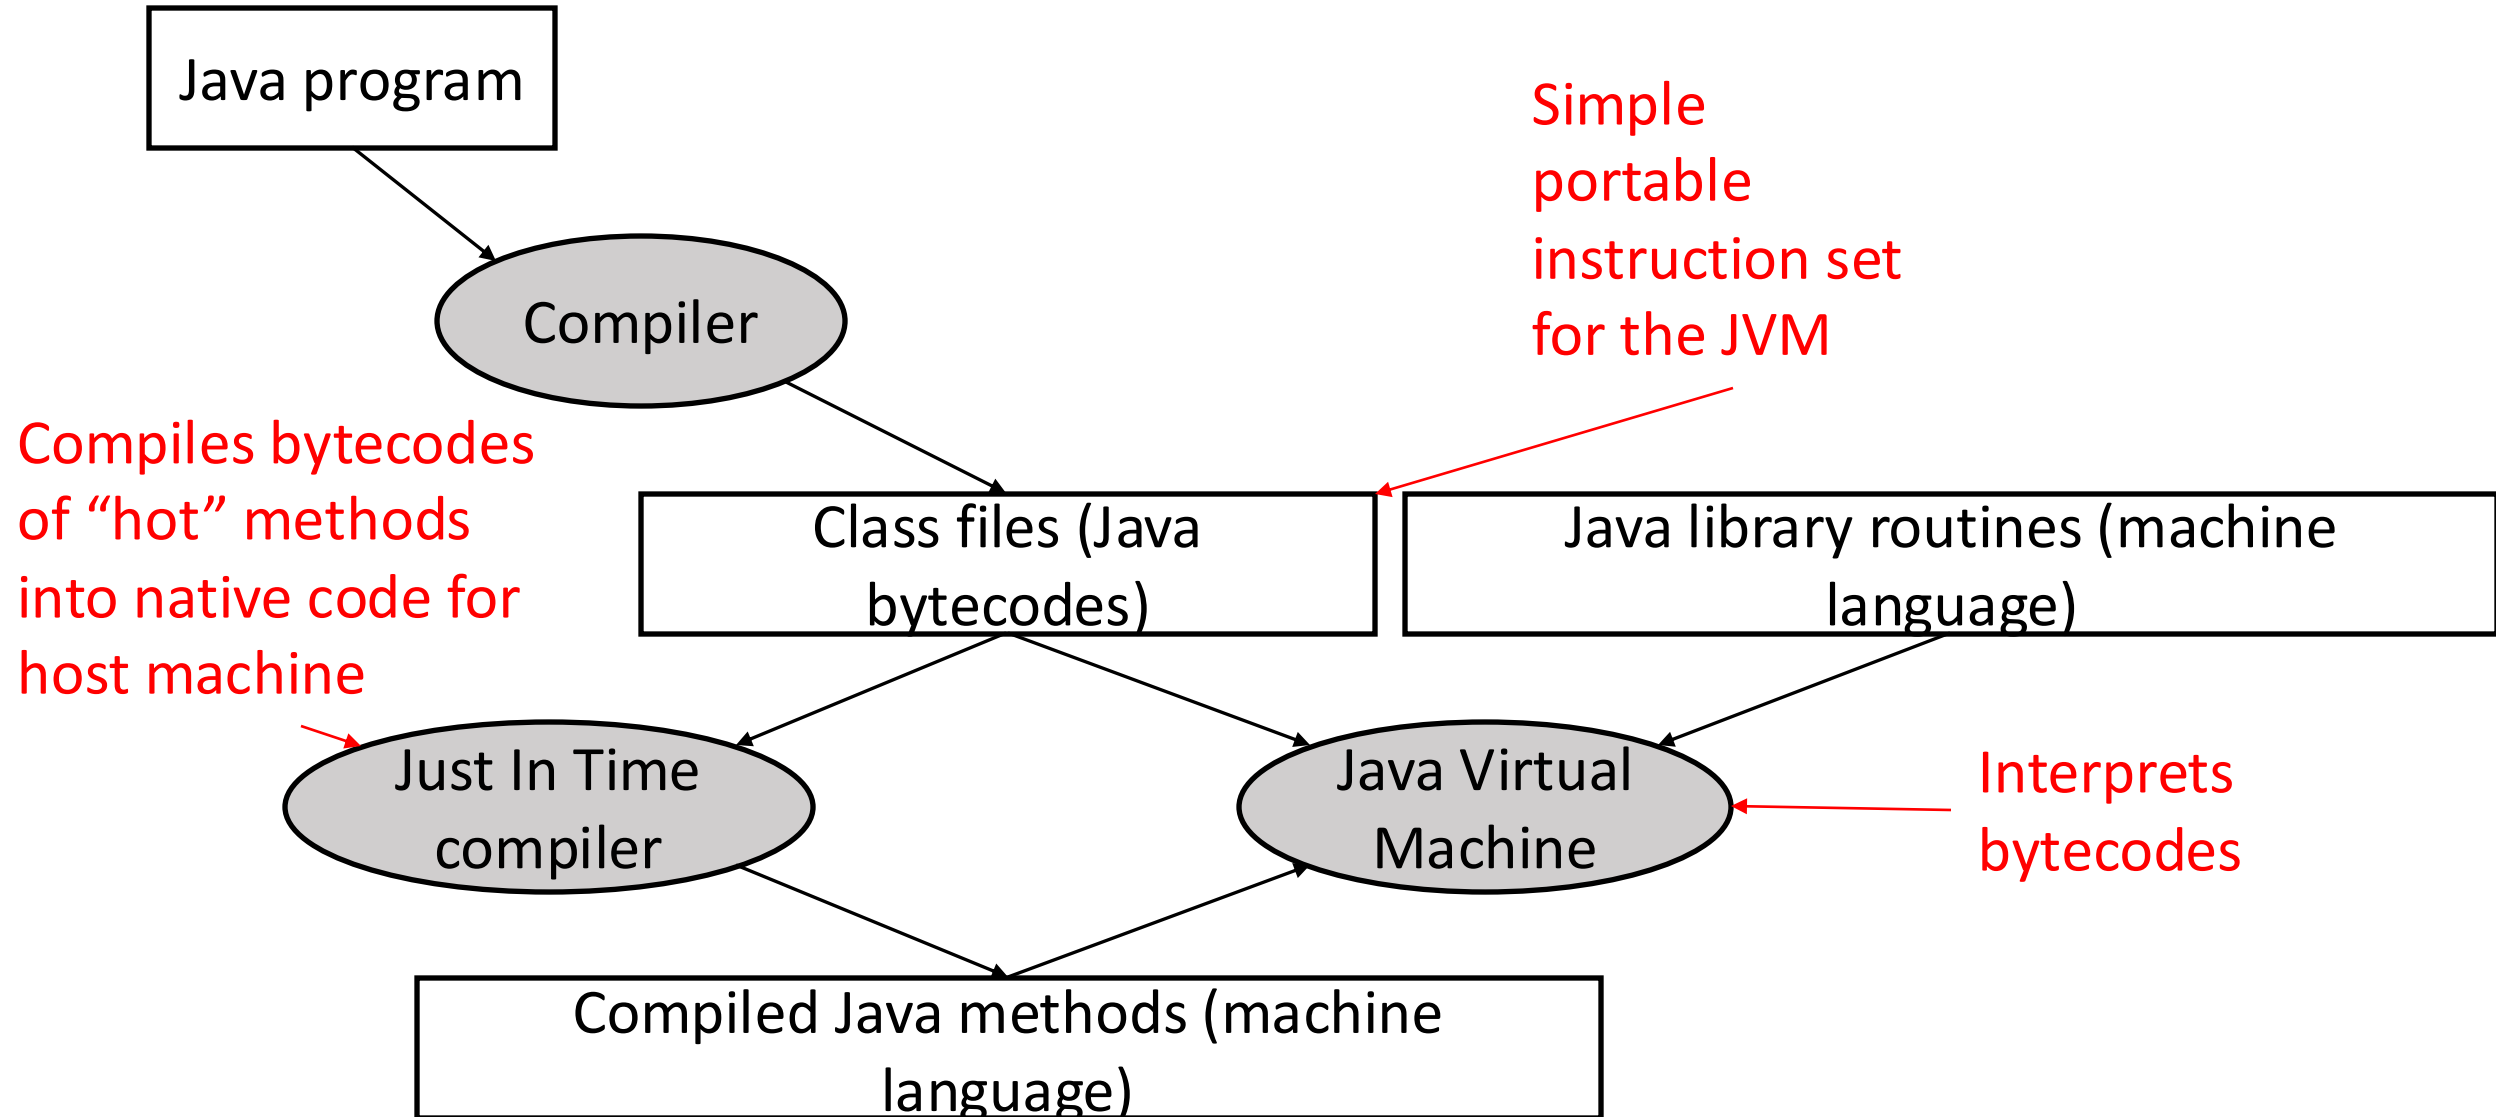 Java program
Simple
portable
instruction set
for the JVM
Compiler
Compiles bytecodes
of “hot” methods
into native code for
host machine
Class files (Java
bytecodes)
Java library routines (machine
language)
Just In Time
compiler
Java Virtual
Machine
Interprets
bytecodes
Compiled Java methods (machine
language)